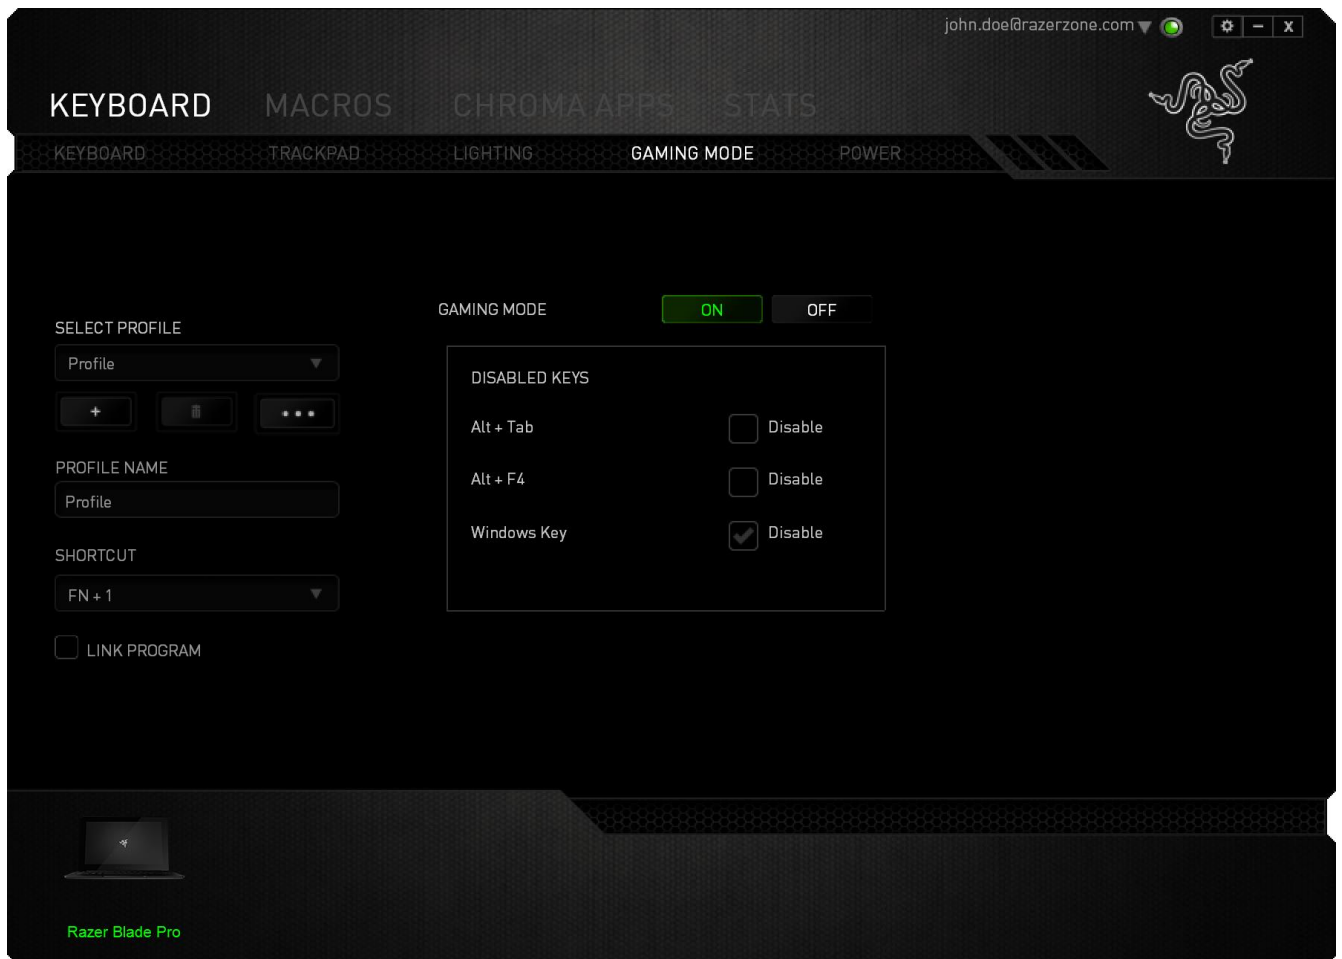 john.doe@razerzone.com
X
KEYBOARD MACROS CHROMA APPS STATS
KEYBOARD TRACKPAD LIGHTING GAMING MODE POWER
GAMING MODE ON OFF
SELECT PROFILE
Profile
+
PROFILE NAME
Profile
SHORTCUT
FN + 1
LINK PROGRAM
DISABLED KEYS
Alt + Tab Disable
Alt + F4 Disable
Windows Key Disable
Razer Blade Pro